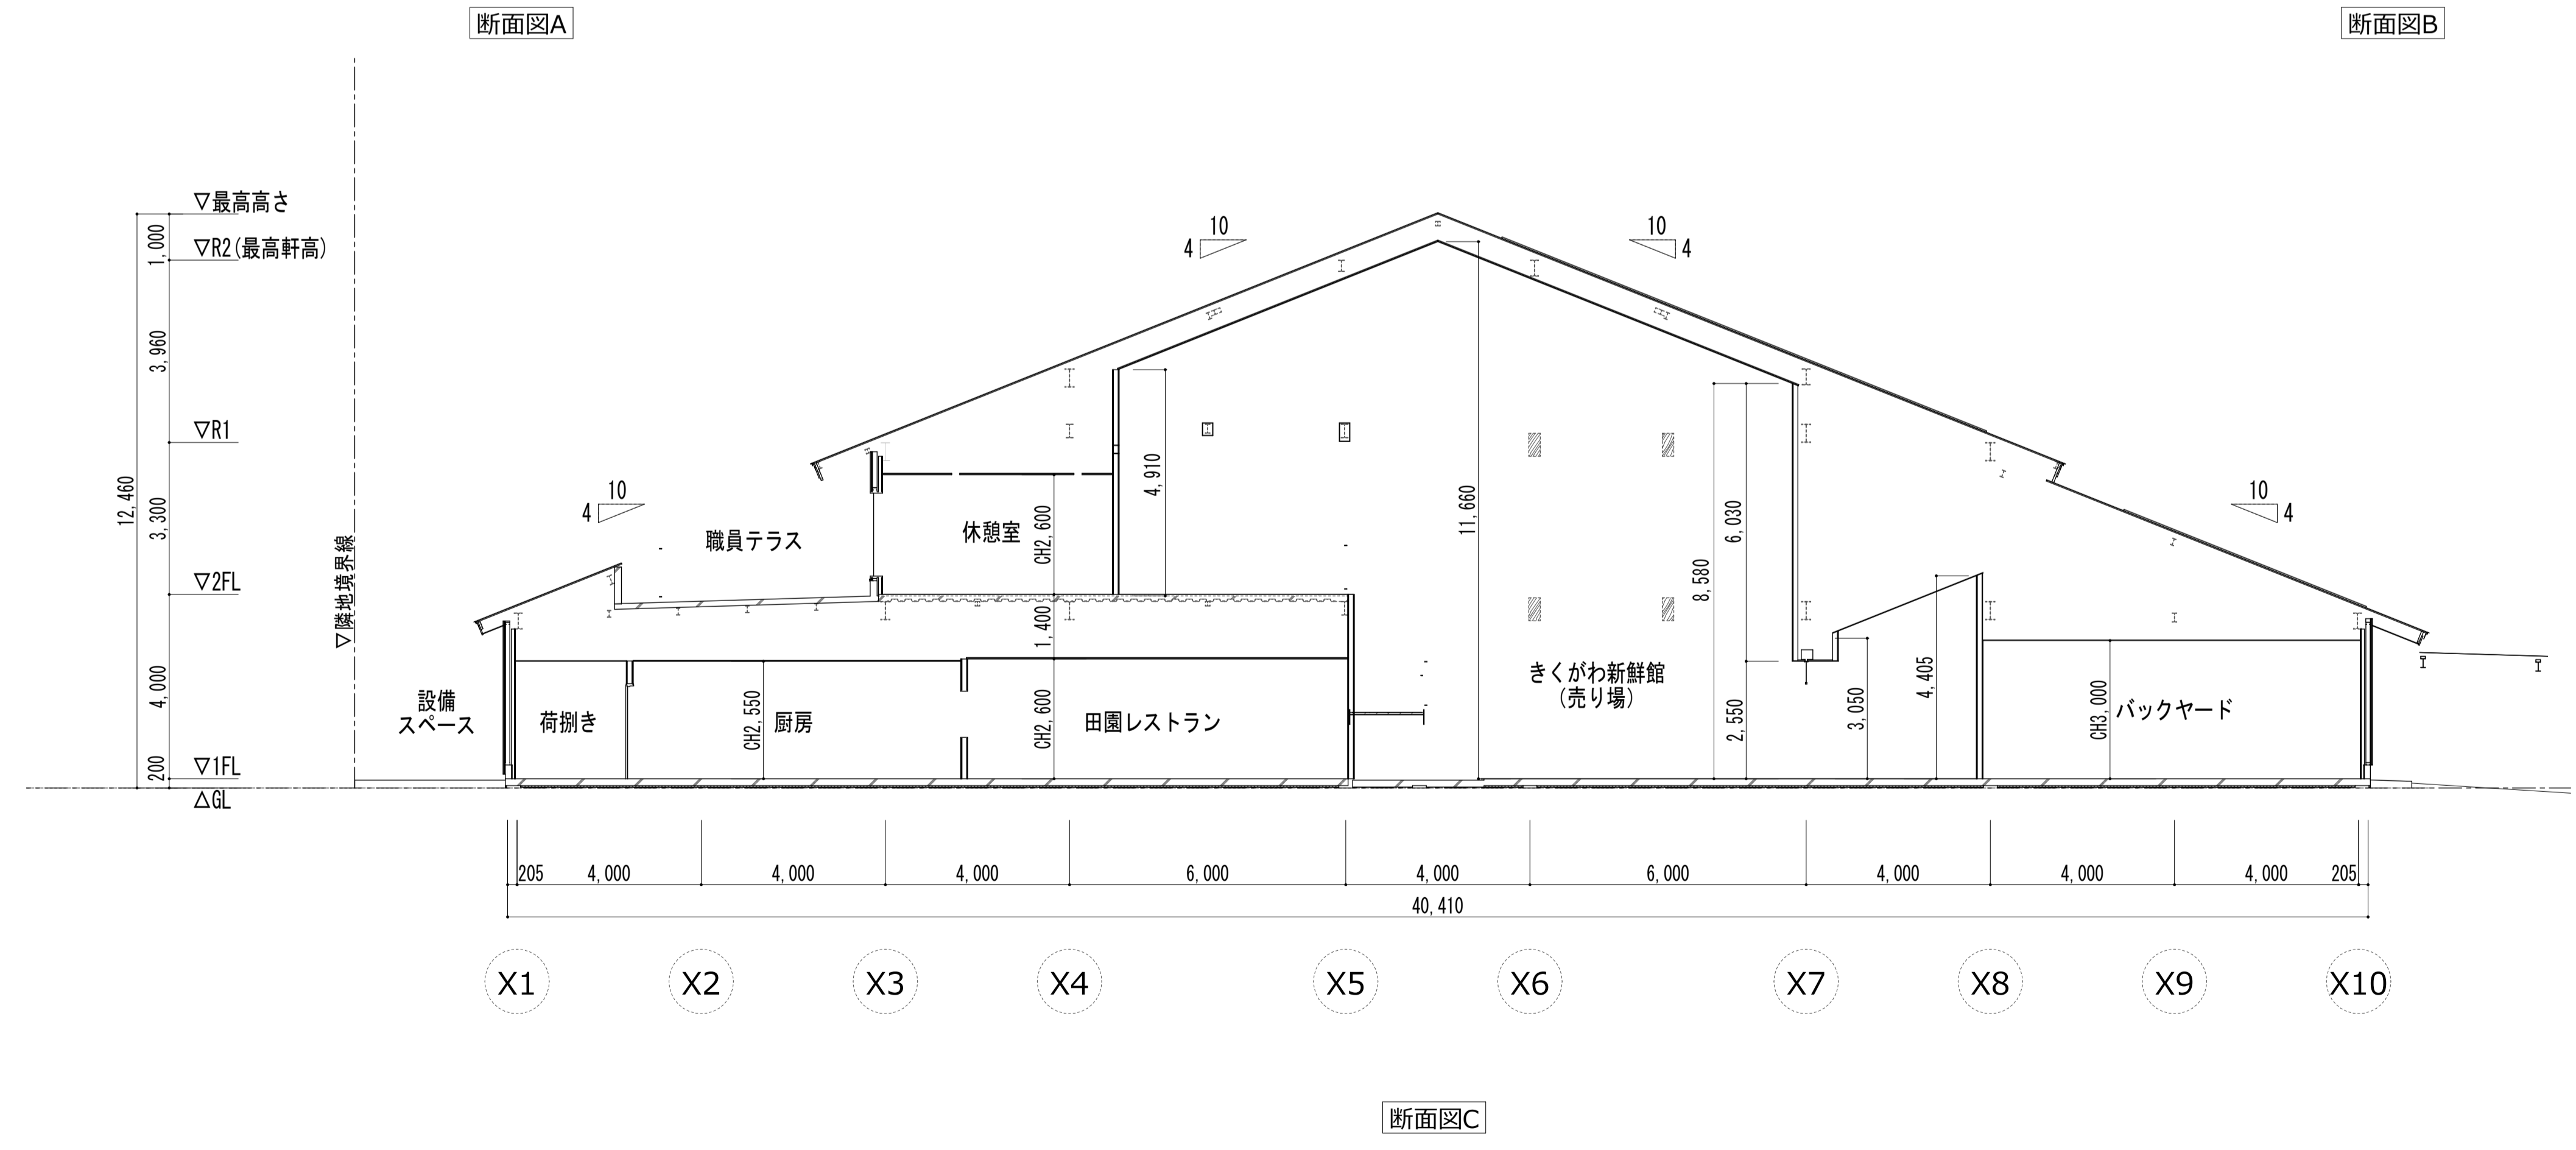 断面図A
断面図B
▽最高高さ
▽R2(最高軒高)
▽R1
▽2FL
▽1FL
△GL
12,460
1,000
3,960
3,300
4,000
200
▽隣地境界線
10
4
10
4
10
4
10
4
職員テラス
休憩室
CH2,600
4,910
11,660
8,580
6,030
1,400
設備
スペース
荷捌き
CH2,550
厨房
CH2,600
田園レストラン
きくがわ新鮮館
(売り場)
2,550
3,050
4,405
CH3,000
バックヤード
205
4,000
4,000
4,000
6,000
4,000
6,000
4,000
4,000
4,000
205
40,410
X1
X2
X3
X4
X5
X6
X7
X8
X9
X10
断面図C